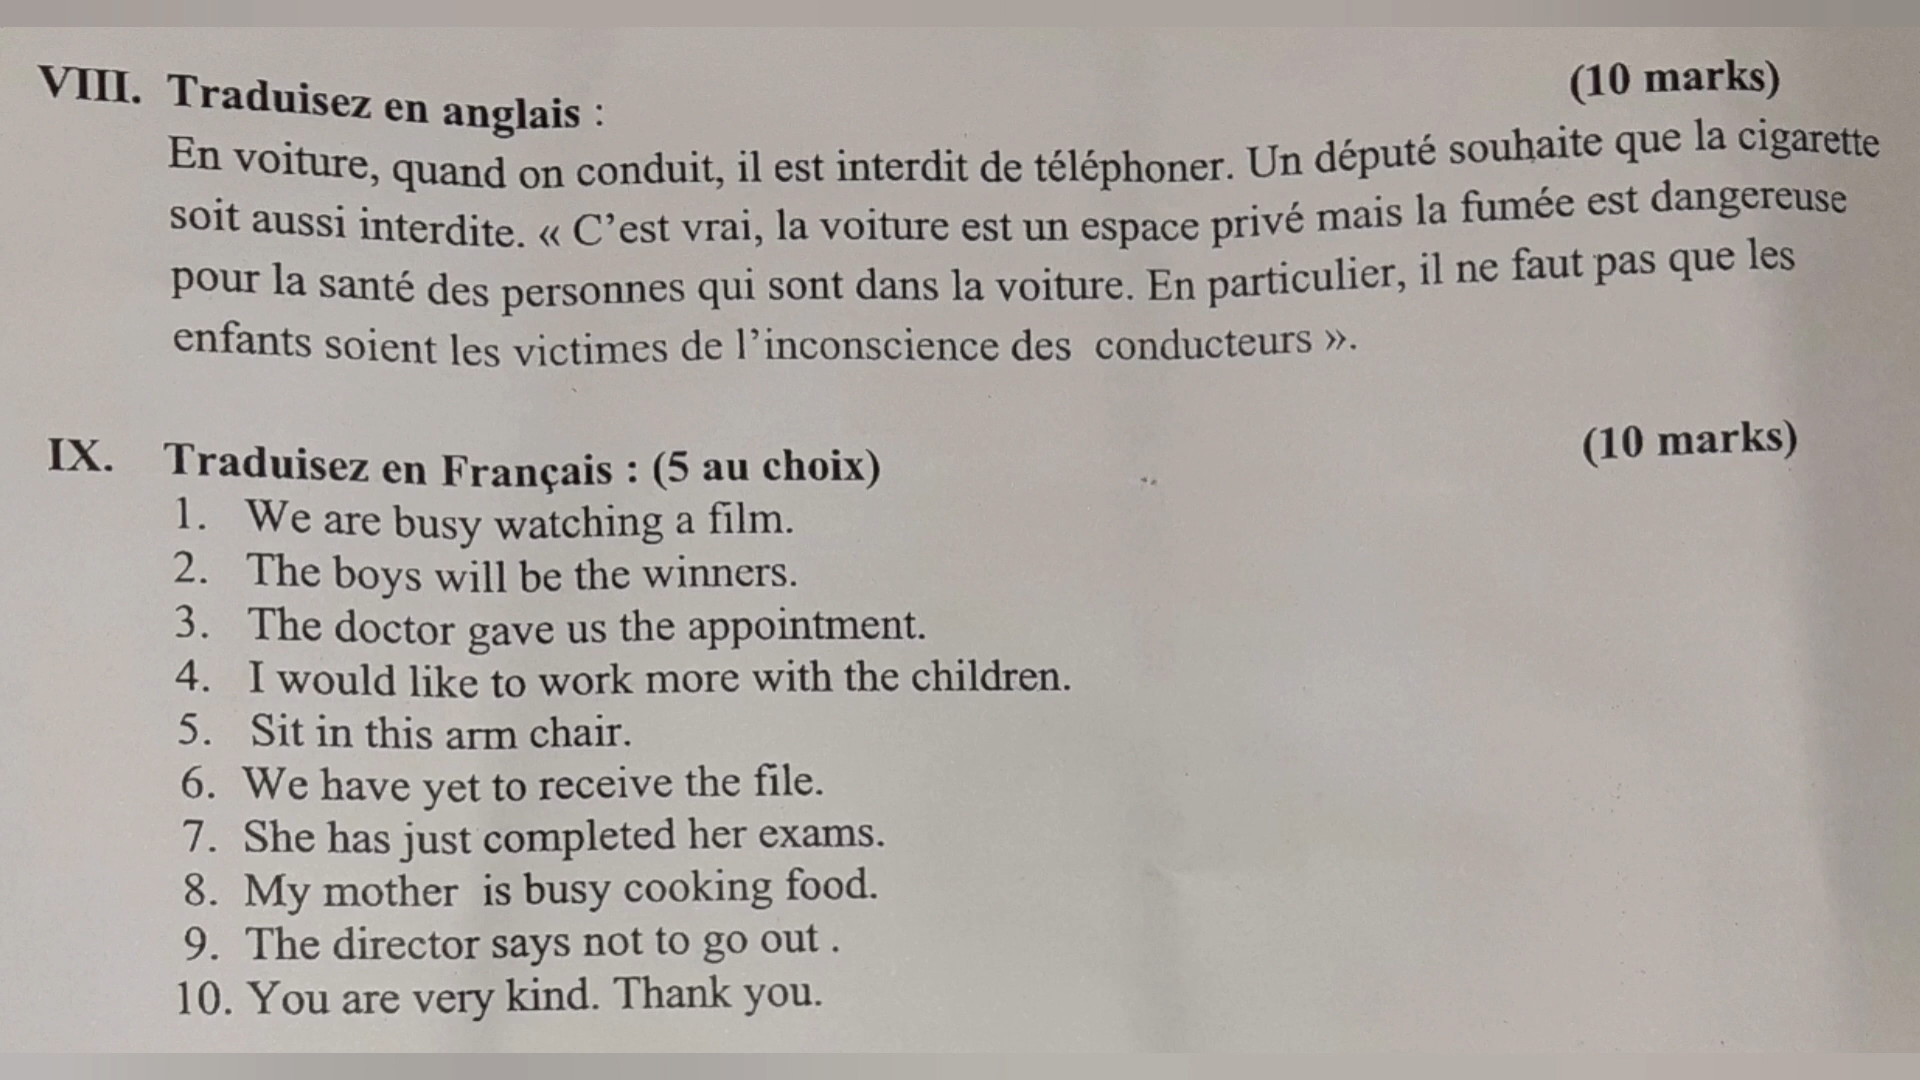 VIII. Traduisez en anglais : (10 marks)
En voiture, quand on conduit, il est interdit de téléphoner. Un député souhaite que la cigarette
soit aussi interdite. « C'est vrai, la voiture est un espace privé mais la fumée est dangereuse
pour la santé des personnes qui sont dans la voiture. En particulier, il ne faut pas que les
enfants soient les victimes de l'inconscience des conducteurs ».
IX. Traduisez en Français : (5 au choix) (10 marks)
1. We are busy watching a film.
2. The boys will be the winners.
3. The doctor gave us the appointment.
4. I would like to work more with the children.
5. Sit in this arm chair.
6. We have yet to receive the file.
7. She has just completed her exams.
8. My mother is busy cooking food.
9. The director says not to go out .
10. You are very kind. Thank you.